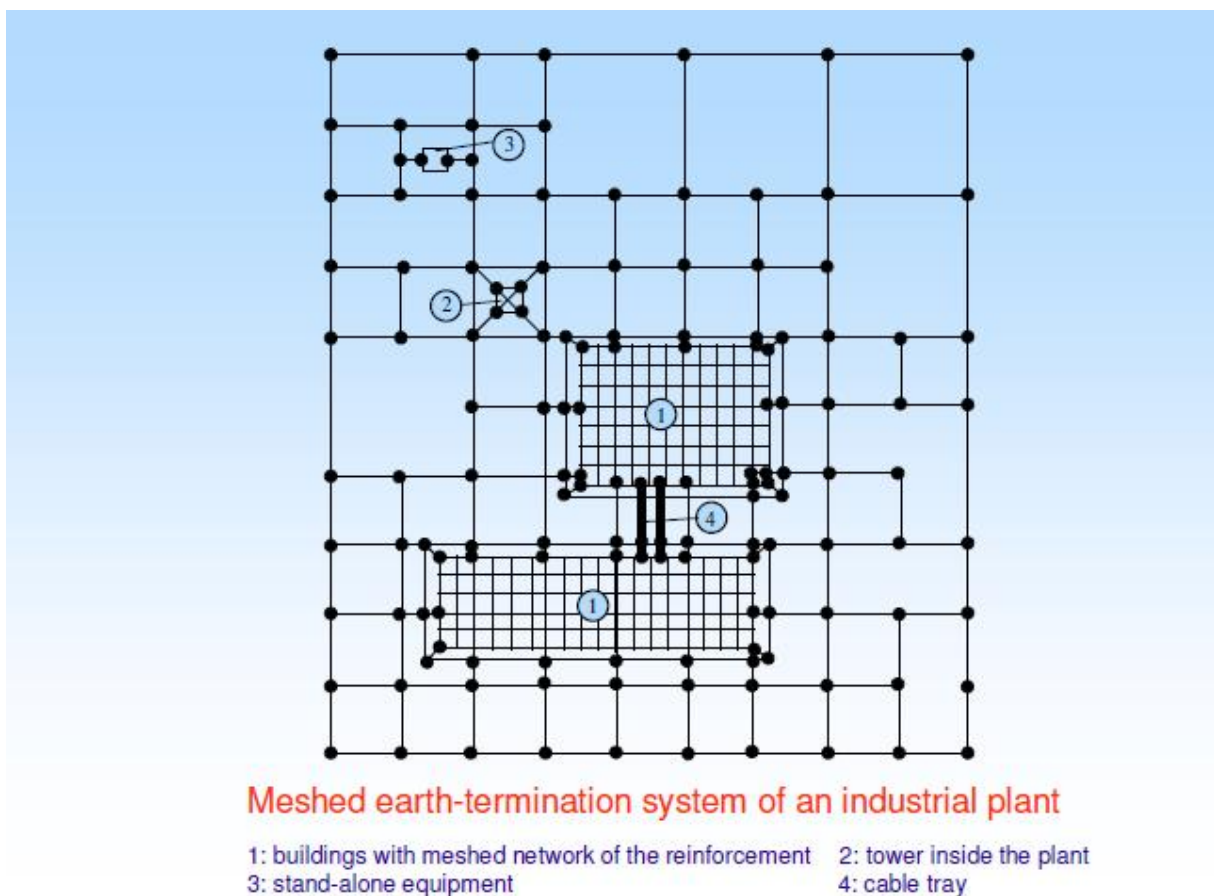 3
2
1
4
1
Meshed earth-termination system of an industrial plant
1: buildings with meshed network of the reinforcement 2: tower inside the plant
3: stand-alone equipment 4: cable tray